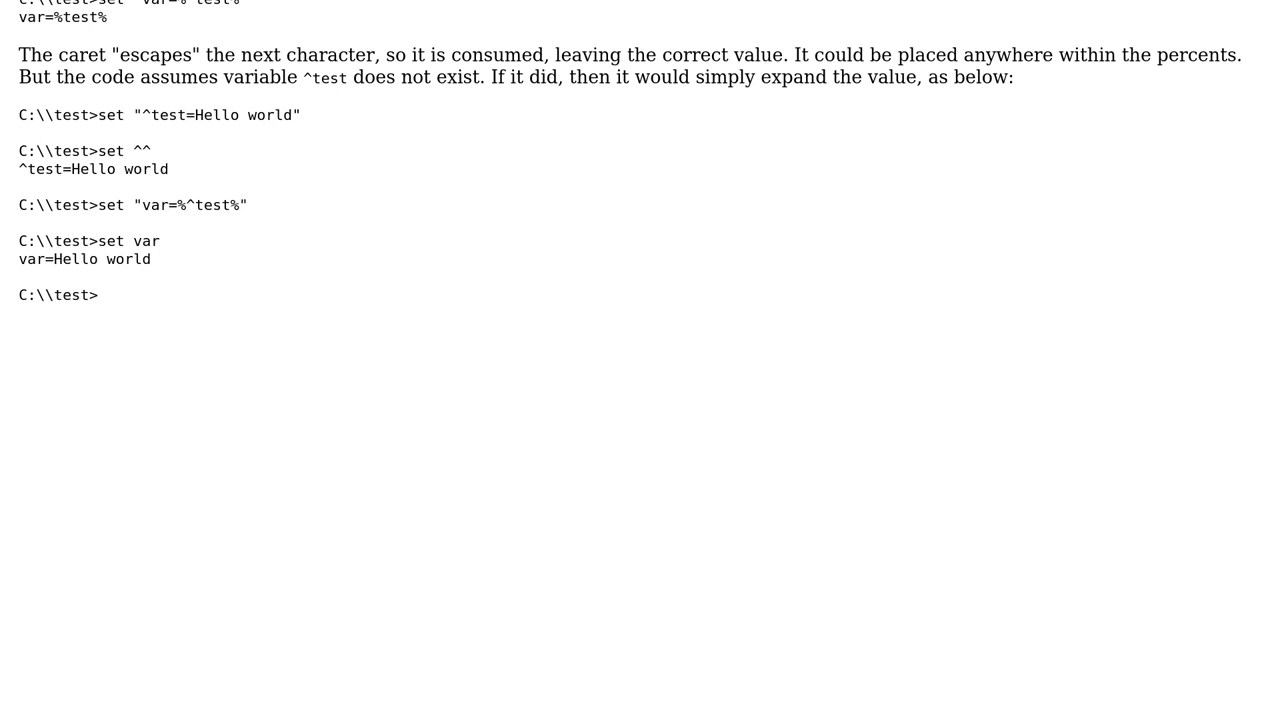 var=%test%
The caret "escapes" the next character, so it is consumed, leaving the correct value. It could be placed anywhere within the percents.
But the code assumes variable ^test does not exist. If it did, then it would simply expand the value, as below:
C:\\test>set "^test=Hello world"
C:\\test>set ^^
^test=Hello world
C:\\test>set "var=%^test%"
C:\\test>set var
var=Hello world
C:\\test>